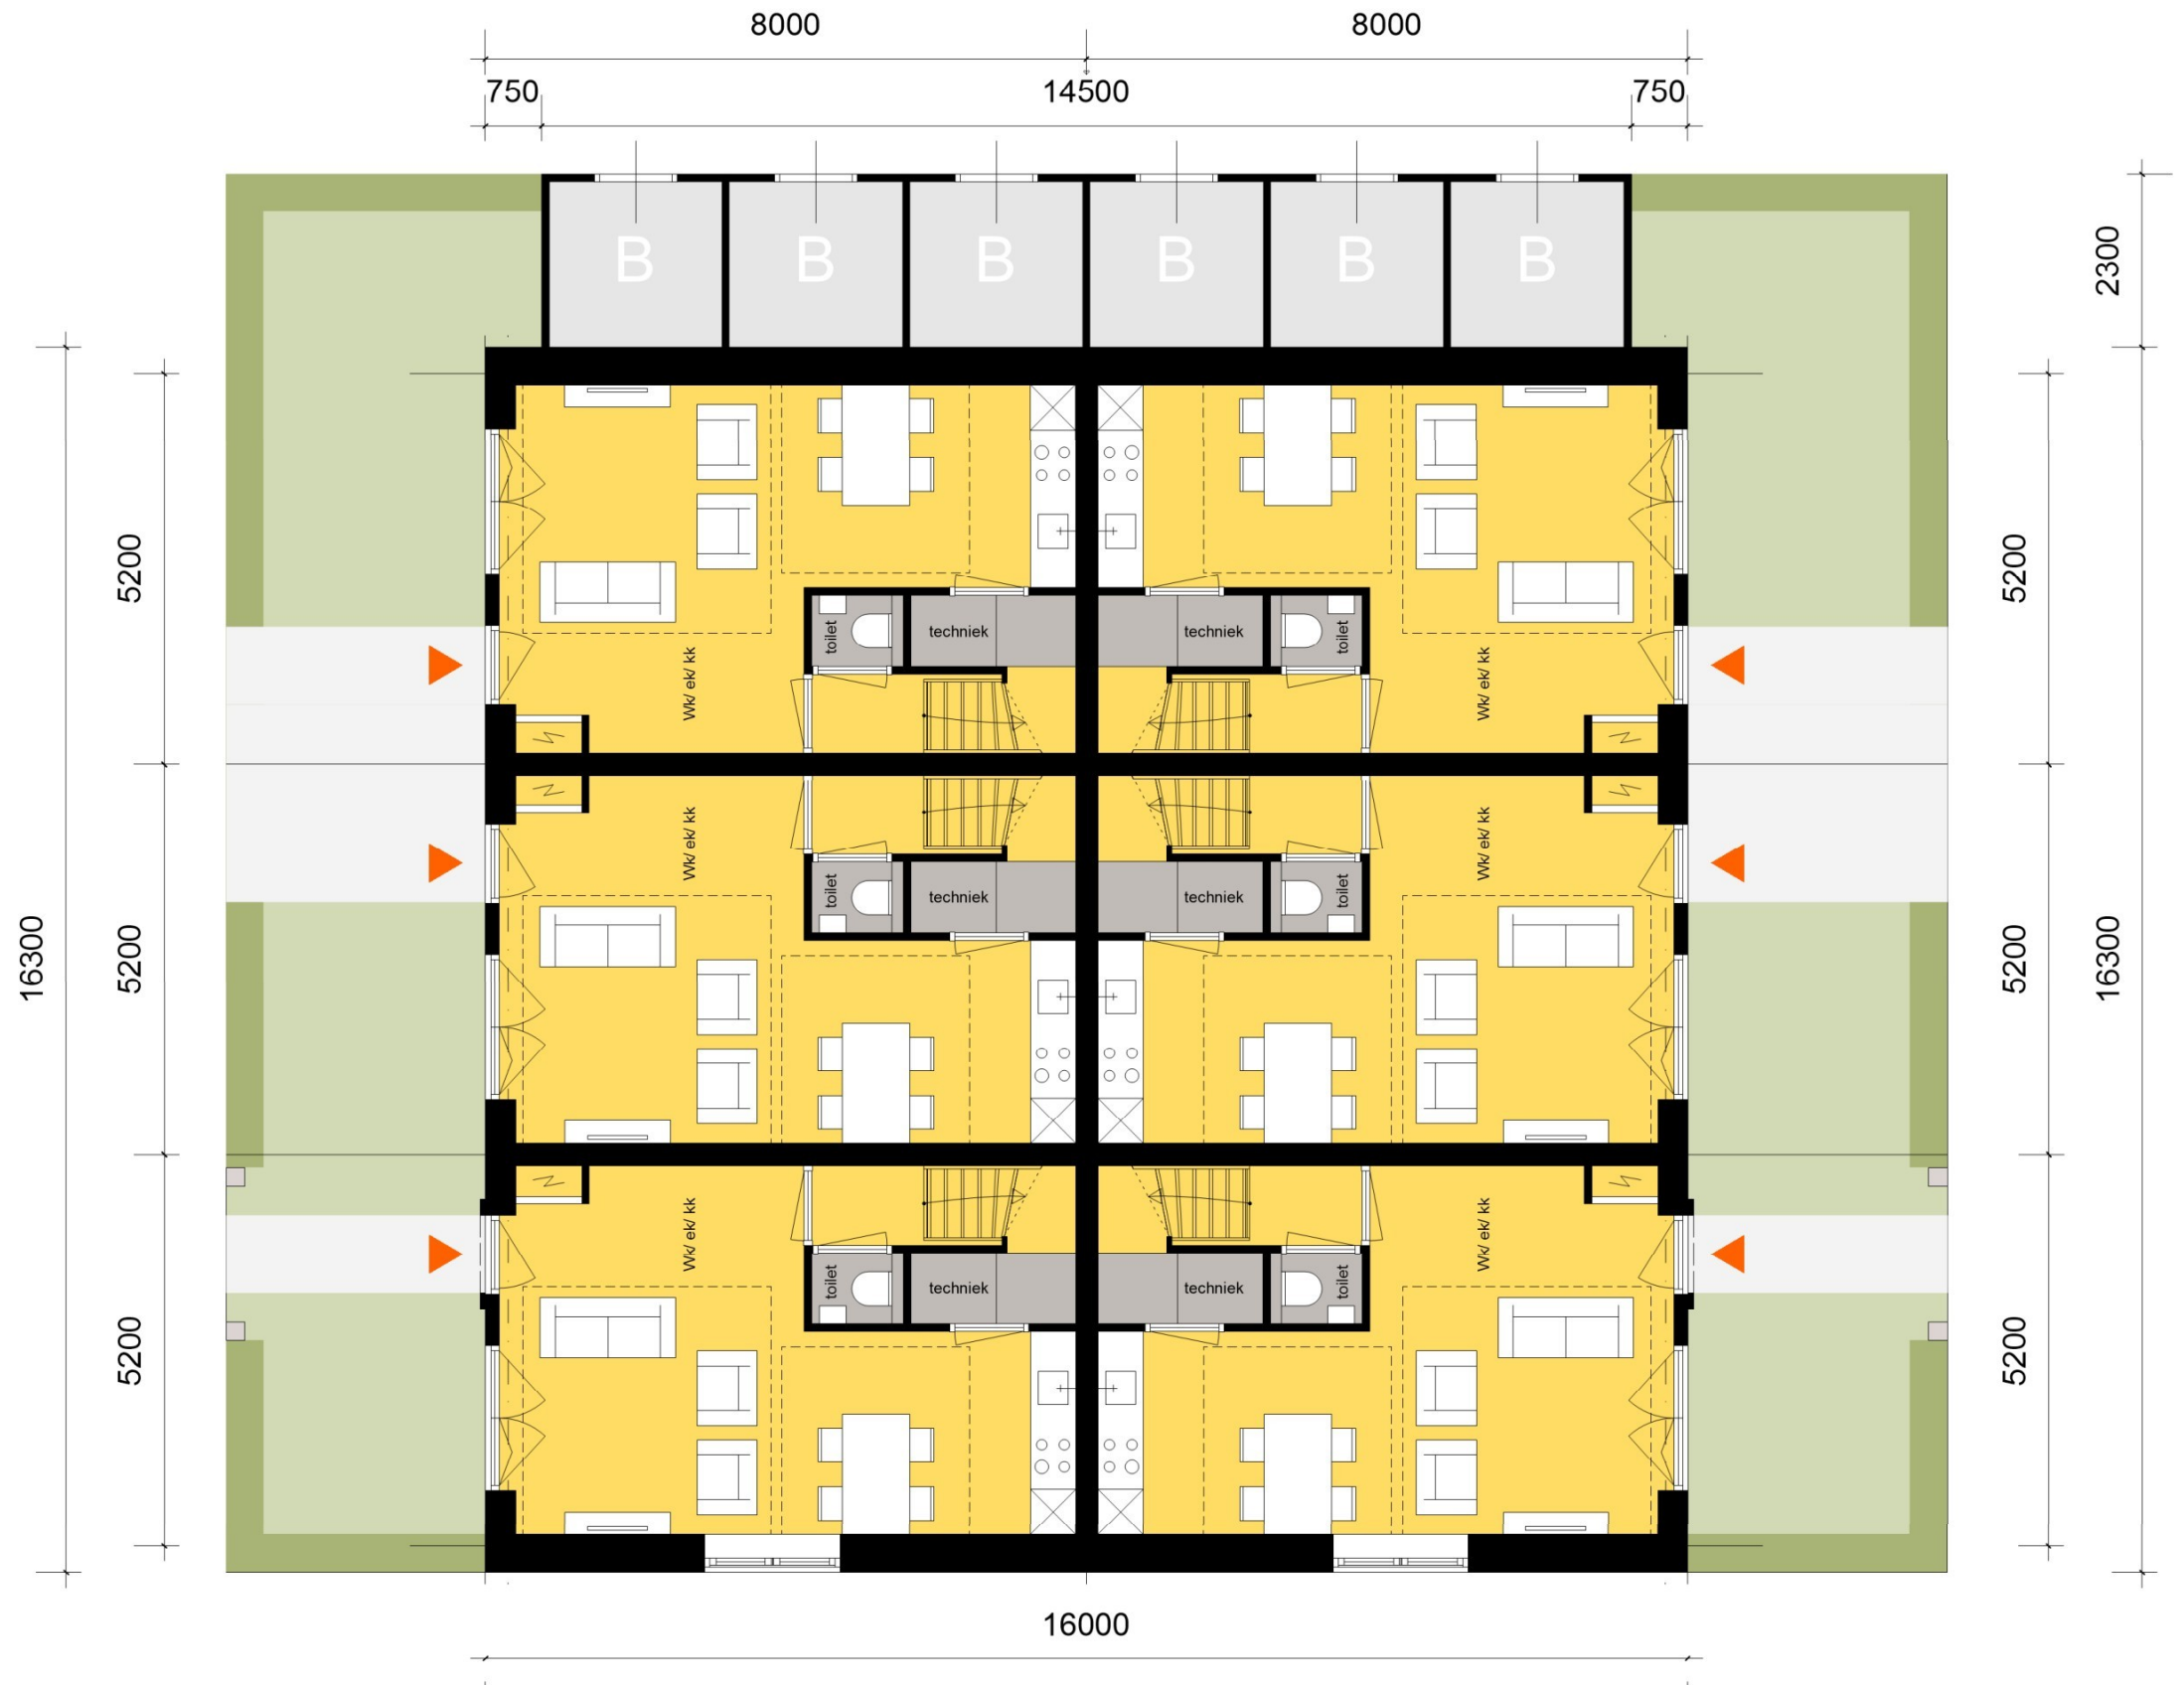 8000 8000
750 14500 750
2300
B B B B B B
5200 5200
toilet techniek techniek toilet
Wk/ ek/ kk Wk/ ek/ kk
Wk/ ek/ kk Wk/ ek/ kk
toilet techniek techniek toilet
16300 5200 5200 16300
Wk/ ek/ kk Wk/ ek/ kk
toilet techniek techniek toilet
5200 5200
16000